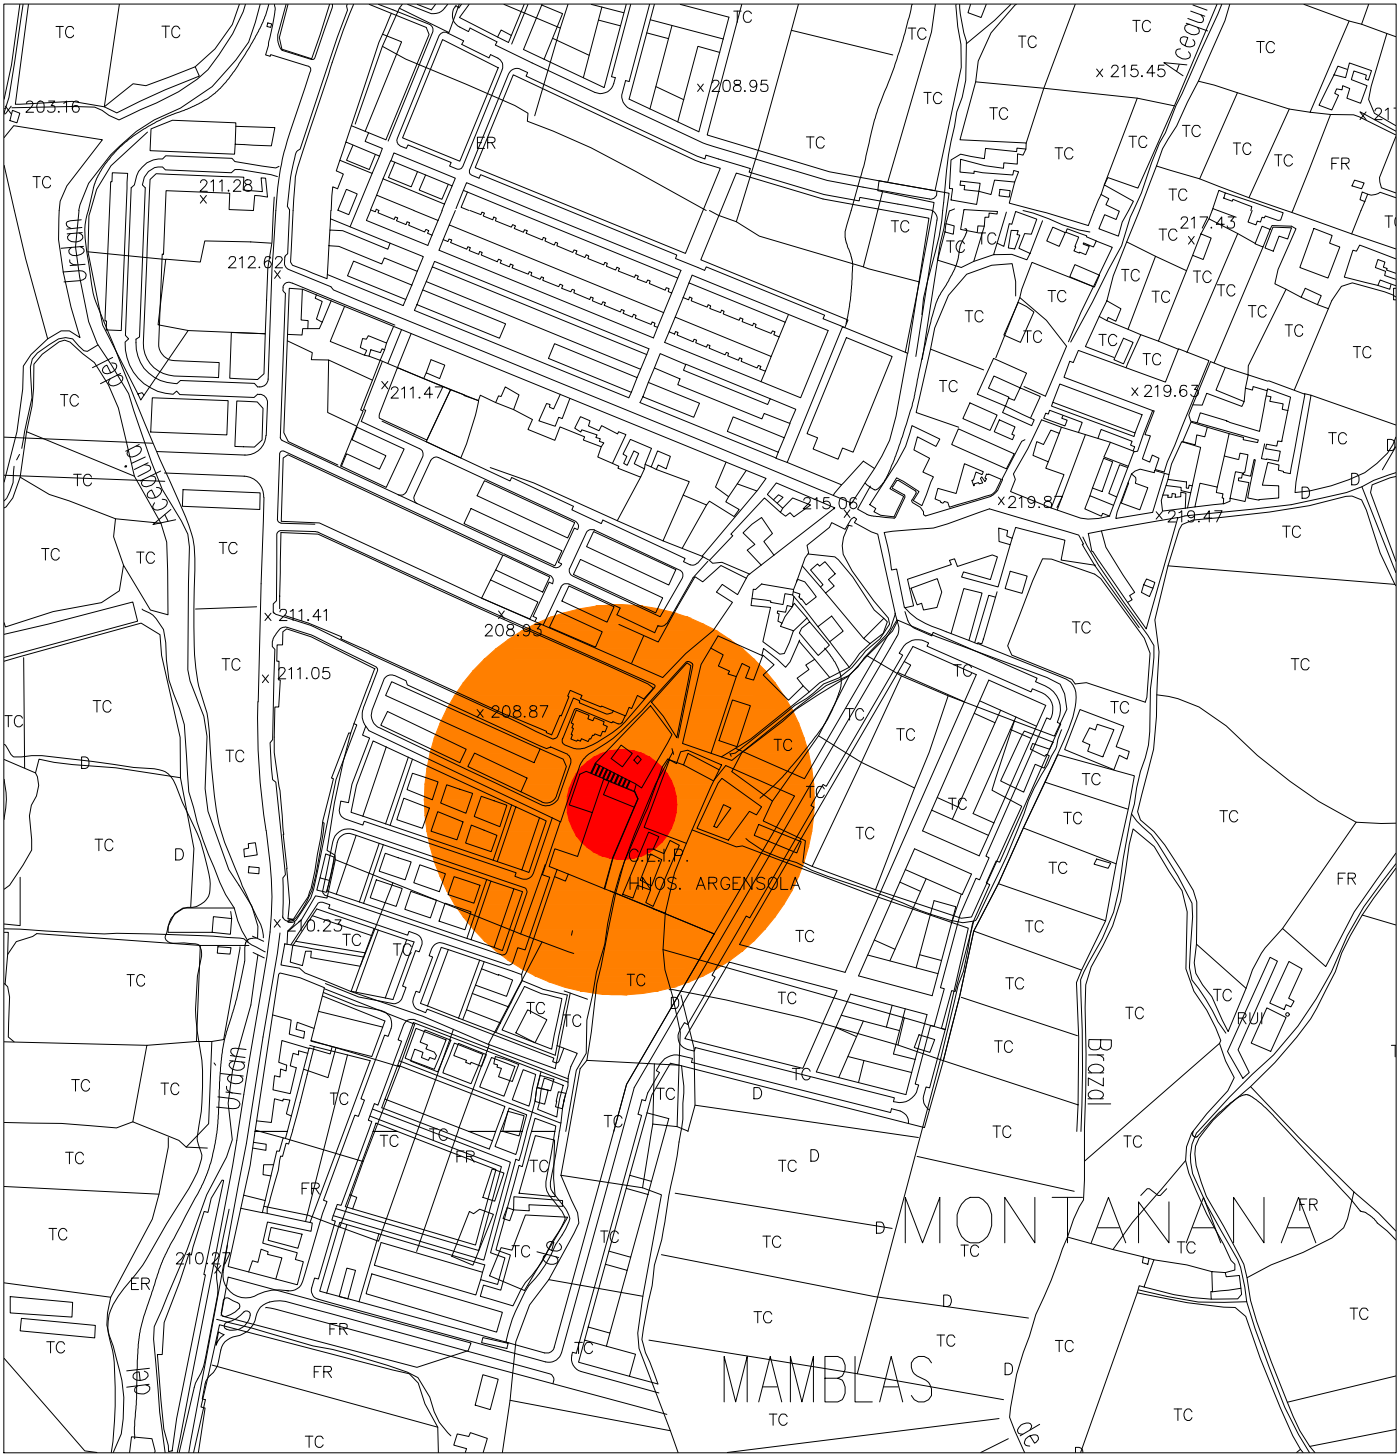 TC
TC
TC
TC
TC
TC
TC
Acequi
x 215.45
x 203.16
x 208.95
TC
TC
TC
TC
TC
TC
TC
FR
ER
TC
TC
TC
211.28
x
Urdan
TC
TC
TC
217.43
x
TC
212.62
x
TC
TC
TC
TC
TC
TC
TC
TC
TC
TC
TC
TC
del
x 211.47
TC
x 219.63
TC
TC
D
Acequia
TC
D
D
215.06
x
x 219.87
x 219.47
TC
TC
TC
TC
x 211.41
x
208.93
TC
TC
TC
x 211.05
TC
TC
TC
TC
x 208.87
TC
TC
TC
TC
D
TC
TC
TC
TC
TC
TC
TC
TC
D
C.E.I.P.
TC
HNOS. ARGENSOLA
FR
x 210.23
TC
TC
TC
TC
TC
TC
TC
TC
D
TC
TC
TC
TC
TC
RUI
Urdan
TC
Brazal
TC
TC
TC
TC
TC
D
TC
TC
TC
TC
TC
TC
TC
FR
TC
TC
D
FR
MONTANANA
FR
D
TC
TC
TC
TC
TC
TC
de
TC
210.27
x
ER
D
TC
TC
FR
TC
TC
TC
TC
FR
D
del
MAMBLAS
TC
TC
de
TC
D